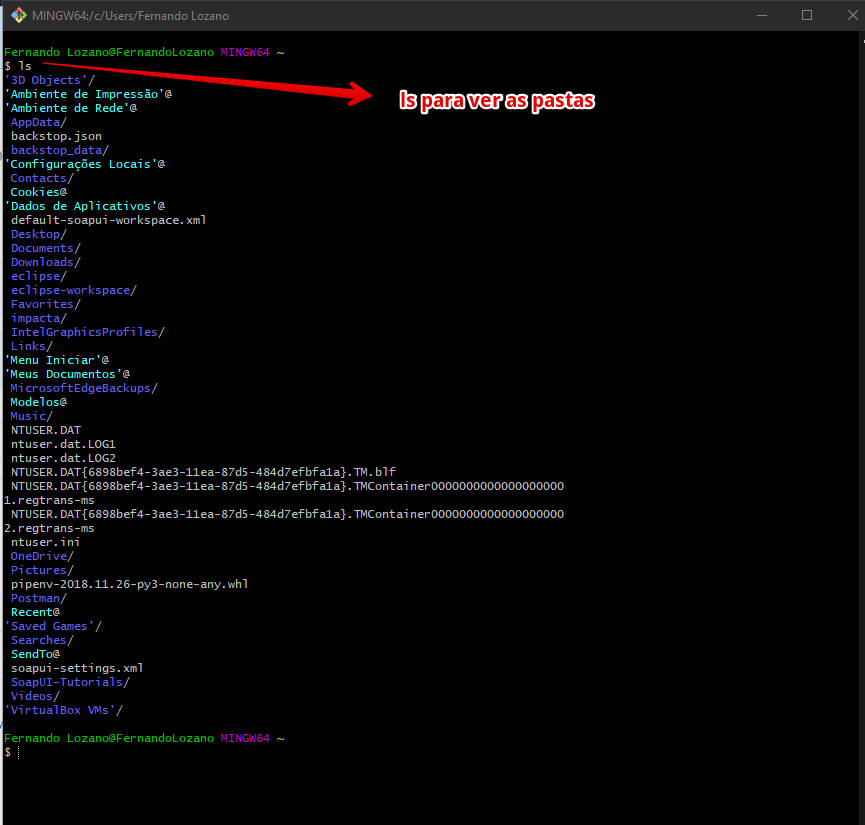 MINGW64:/c/Users/Fernando Lozano
Fernando Lozano@FernandoLozano MINGW64 ~
$ ls
ls para ver as pastas
'3D Objects'/
'Ambiente de Impressão'@
'Ambiente de Rede'@
AppData/
backstop.json
backstop_data/
'Configurações Locais'@
Contacts/
Cookies@
'Dados de Aplicativos'@
default-soapui-workspace.xml
Desktop/
Documents/
Downloads/
eclipse/
eclipse-workspace/
Favorites/
impacta/
IntelGraphicsProfiles/
Links/
'Menu Iniciar'@
'Meus Documentos'@
MicrosoftEdgeBackups/
Modelos@
Music/
NTUSER.DAT
ntuser.dat.LOG1
ntuser.dat.LOG2
NTUSER.DAT{6898bef4-3ae3-11ea-87d5-484d7efbfa1a}.TM.blf
NTUSER.DAT{6898bef4-3ae3-11ea-87d5-484d7efbfa1a}.TMContainer0000000000000000000
1.regtrans-ms
NTUSER.DAT{6898bef4-3ae3-11ea-87d5-484d7efbfa1a}.TMContainer0000000000000000000
2.regtrans-ms
ntuser.ini
OneDrive/
Pictures/
pipenv-2018.11.26-py3-none-any.whl
Postman/
Recent@
'Saved Games'/
Searches/
SendTo@
soapui-settings.xml
SoapUI-Tutorials/
Videos/
'VirtualBox VMs'/
Fernando Lozano@FernandoLozano MINGW64 ~
$